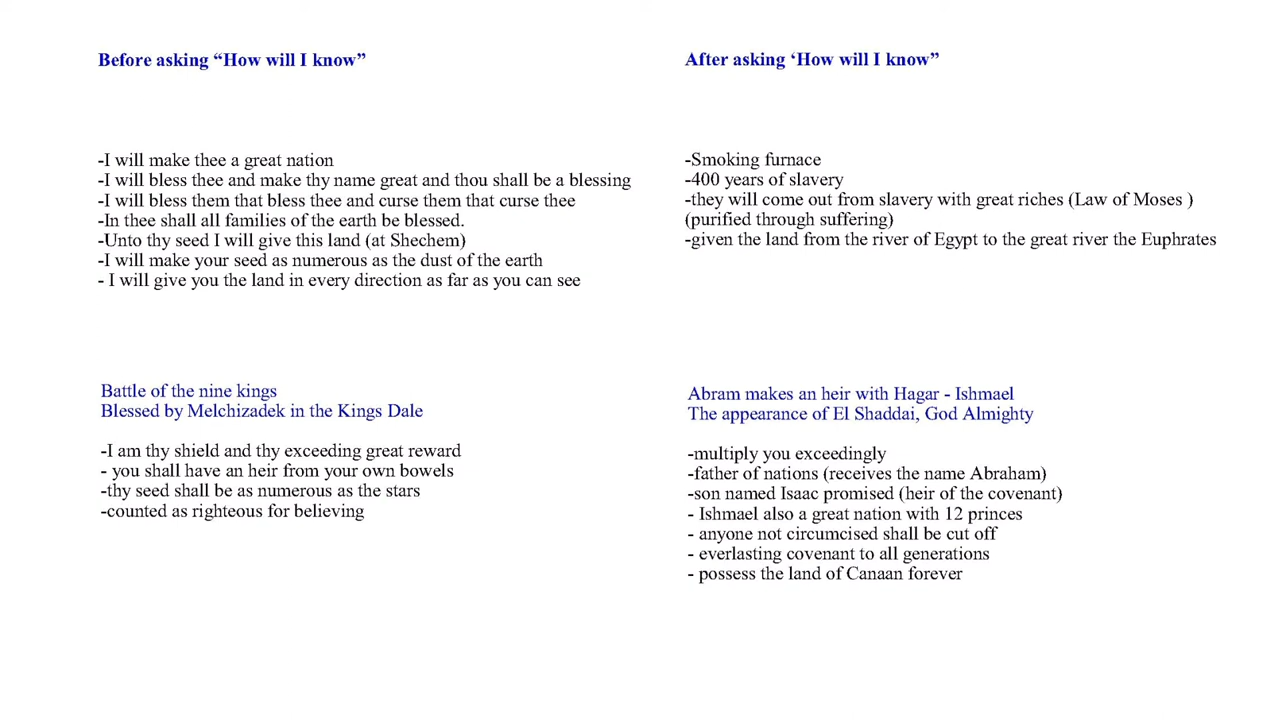 Before asking “How will I know”
-I will make thee a great nation
-I will bless thee and make thy name great and thou shall be a blessing
-I will bless them that bless thee and curse them that curse thee
-In thee shall all families of the earth be blessed.
-Unto thy seed I will give this land (at Shechem)
-I will make your seed as numerous as the dust of the earth
- I will give you the land in every direction as far as you can see
Battle of the nine kings
Blessed by Melchizadek in the Kings Dale
-I am thy shield and thy exceeding great reward
- you shall have an heir from your own bowels
-thy seed shall be as numerous as the stars
-counted as righteous for believing
After asking ‘How will I know”
-Smoking furnace
-400 years of slavery
-they will come out from slavery with great riches (Law of Moses )
(purified through suffering)
-given the land from the river of Egypt to the great river the Euphrates
Abram makes an heir with Hagar - Ishmael
The appearance of El Shaddai, God Almighty
-multiply you exceedingly
-father of nations (receives the name Abraham)
-son named Isaac promised (heir of the covenant)
- Ishmael also a great nation with 12 princes
- anyone not circumcised shall be cut off
- everlasting covenant to all generations
- possess the land of Canaan forever